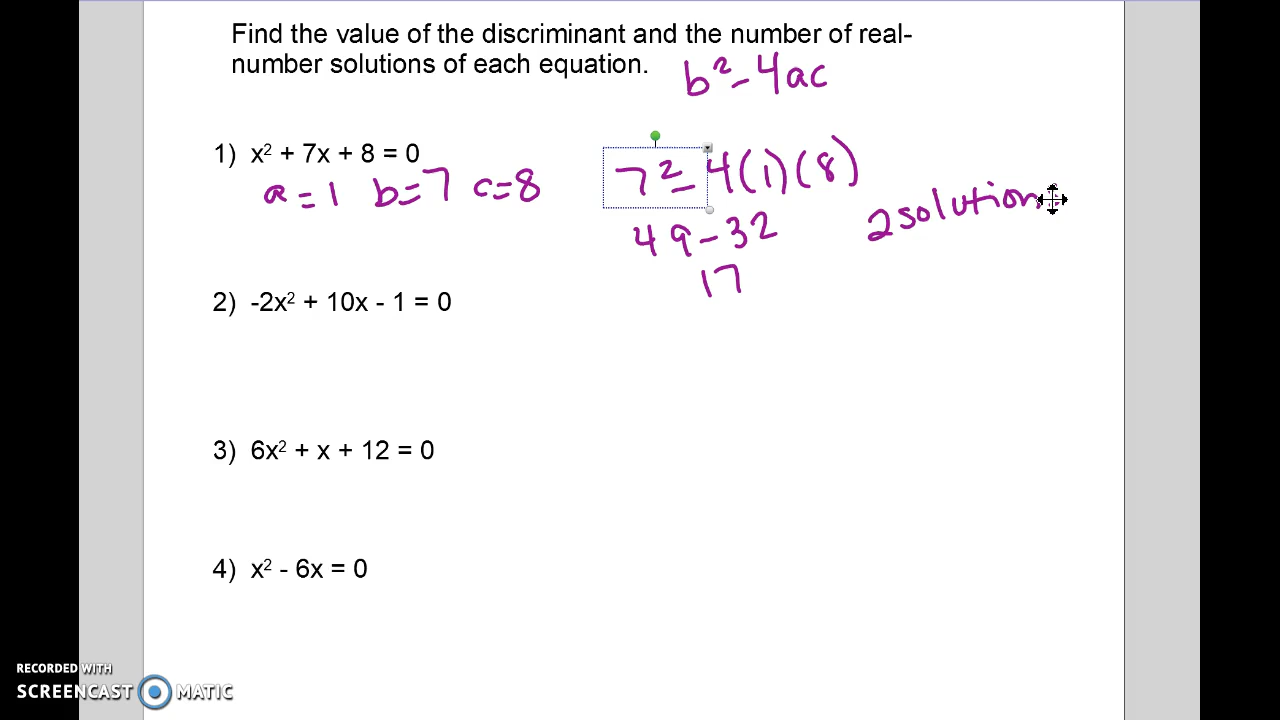 Find the value of the discriminant and the number of real-
number solutions of each equation.
b² - 4ac
1) x² + 7x + 8 = 0
a = 1 b = 7 c = 8
7² - 4(1)(8)
49 - 32
17
2 solutions
2) -2x² + 10x - 1 = 0
3) 6x² + x + 12 = 0
4) x² - 6x = 0
RECORDED WITH
SCREENCAST MATIC